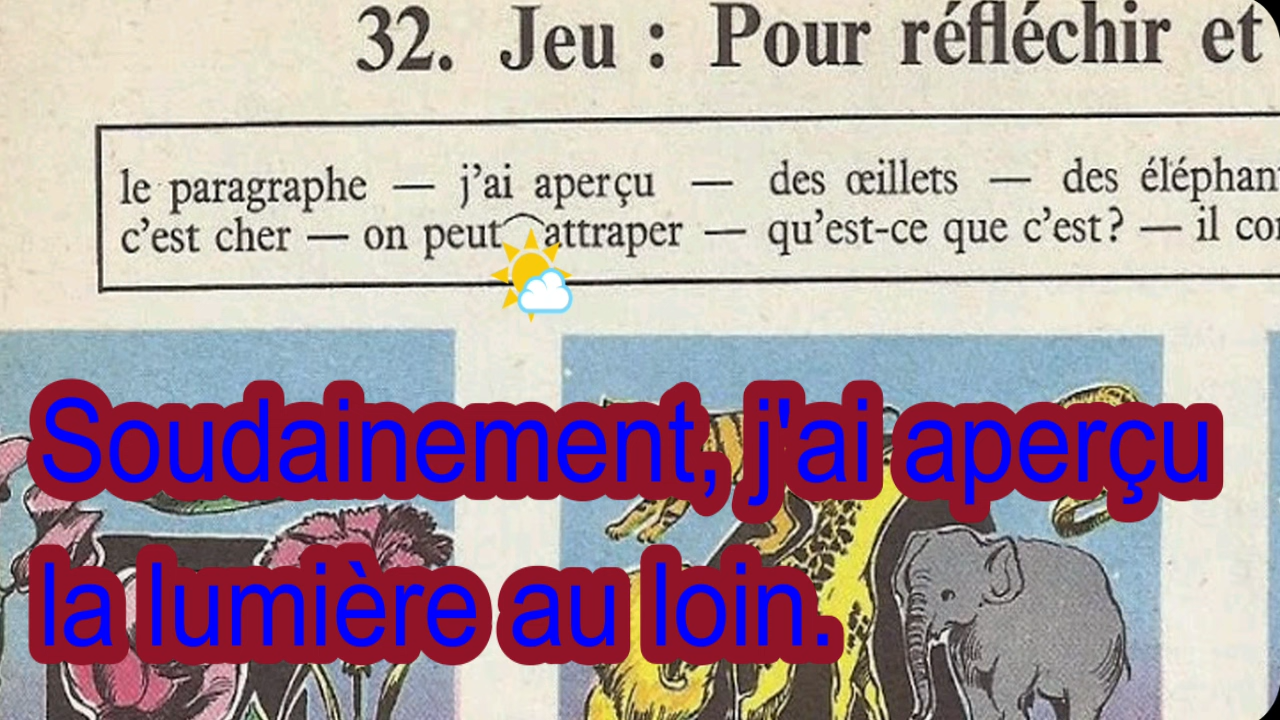 32. Jeu : Pour réfléchir et
le paragraphe — j'ai aperçu — des œillets — des éléphan
c'est cher — on peut attraper — qu'est-ce que c'est ? — il co
Soudainement, j'ai aperçu
la lumière au loin.